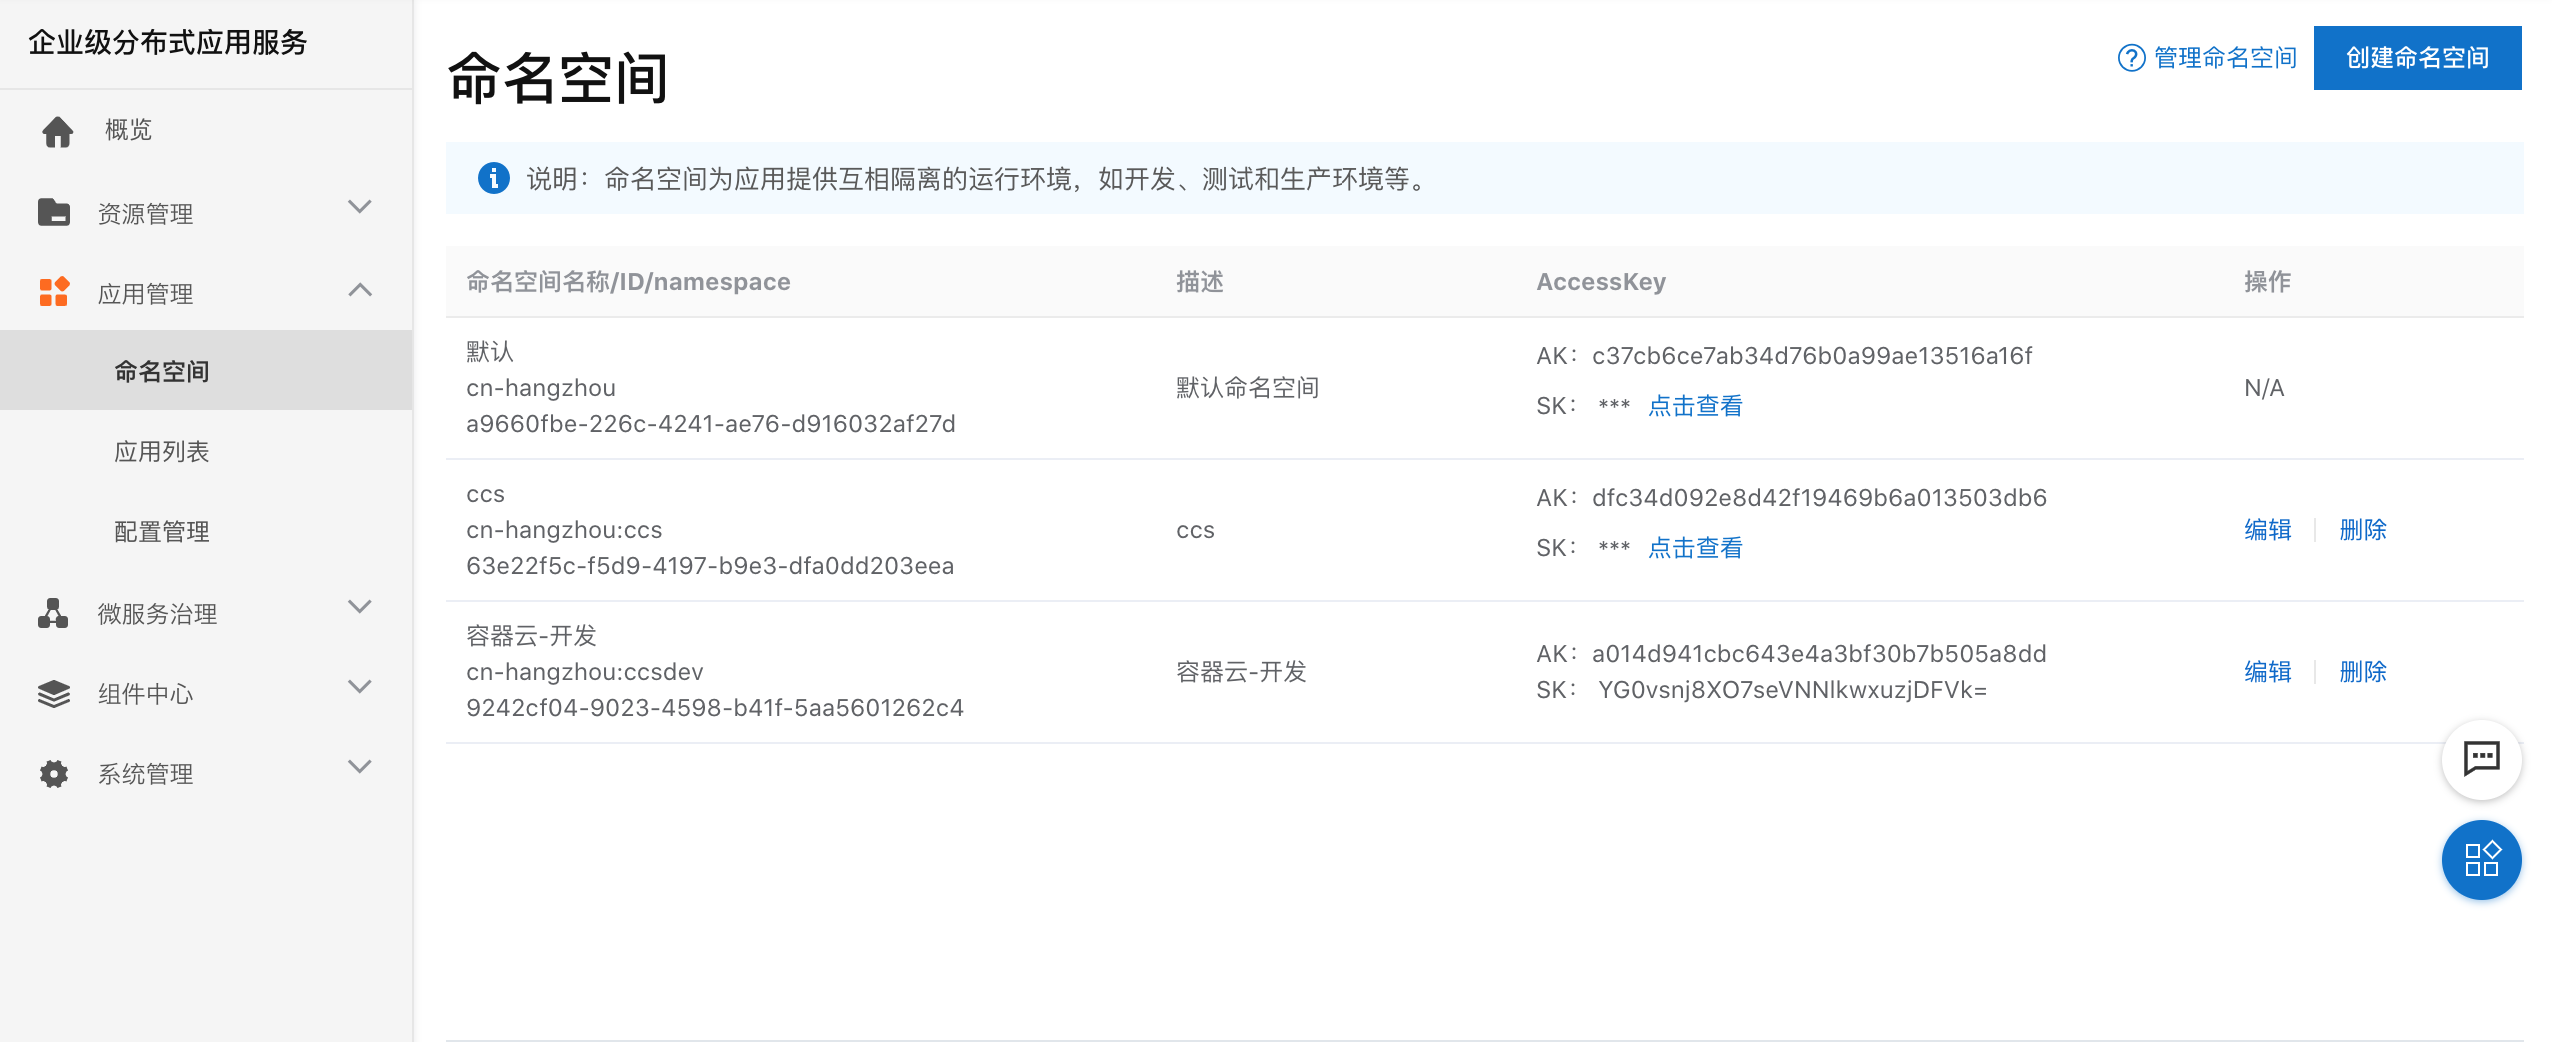 企业级分布式应用服务
概览
资源管理
应用管理
命名空间
应用列表
配置管理
微服务治理
组件中心
系统管理
命名空间
管理命名空间
创建命名空间
说明：命名空间为应用提供互相隔离的运行环境，如开发、测试和生产环境等。
命名空间名称/ID/namespace 描述 AccessKey 操作
默认
cn-hangzhou
a9660fbe-226c-4241-ae76-d916032af27d
默认命名空间
AK：c37cb6ce7ab34d76b0a99ae13516a16f
SK： *** 点击查看
N/A
ccs
cn-hangzhou:ccs
63e22f5c-f5d9-4197-b9e3-dfa0dd203eea
ccs
AK：dfc34d092e8d42f19469b6a013503db6
SK： *** 点击查看
编辑 删除
容器云-开发
cn-hangzhou:ccsdev
9242cf04-9023-4598-b41f-5aa5601262c4
容器云-开发
AK：a014d941cbc643e4a3bf30b7b505a8dd
SK： YG0vsnj8XO7seVNNlkwxuzjDFVk=
编辑 删除